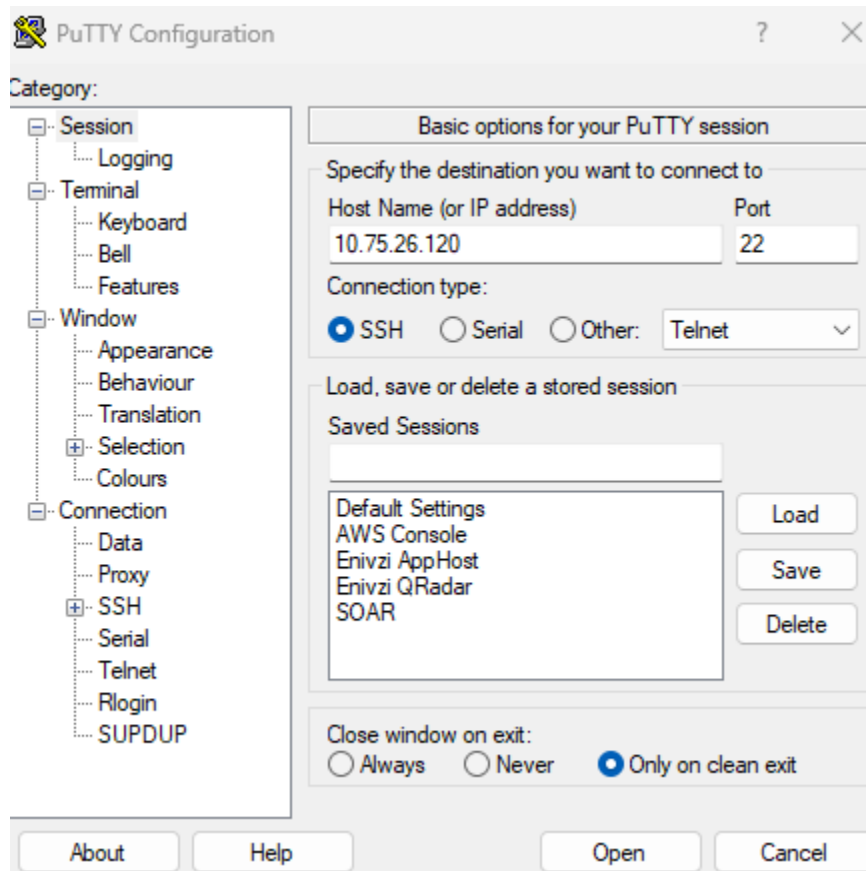 PuTTY Configuration ?
Category:
Session
Logging
Terminal
Keyboard
Bell
Features
Window
Appearance
Behaviour
Translation
Selection
Colours
Connection
Data
Proxy
SSH
Serial
Telnet
Rlogin
SUPDUP
Basic options for your PuTTY session
Specify the destination you want to connect to
Host Name (or IP address) Port
10.75.26.120 22
Connection type:
SSH Serial Other: Telnet
Load, save or delete a stored session
Saved Sessions
Default Settings
AWS Console
Enivzi AppHost
Enivzi QRadar
SOAR
Load
Save
Delete
Close window on exit:
Always Never Only on clean exit
About Help Open Cancel